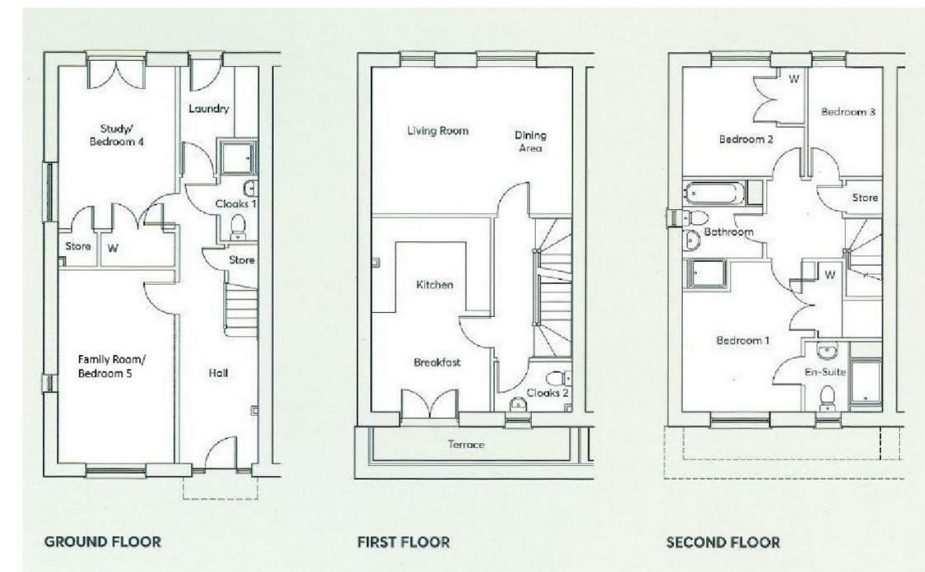 Study/
Bedroom 4
Laundry
Cloaks 1
Store
W
Store
Family Room/
Bedroom 5
Hall
GROUND FLOOR
Living Room
Dining
Area
Kitchen
Breakfast
Cloaks 2
Terrace
FIRST FLOOR
W
Bedroom 2
Bedroom 3
Store
Bathroom
W
Bedroom 1
En-Suite
SECOND FLOOR